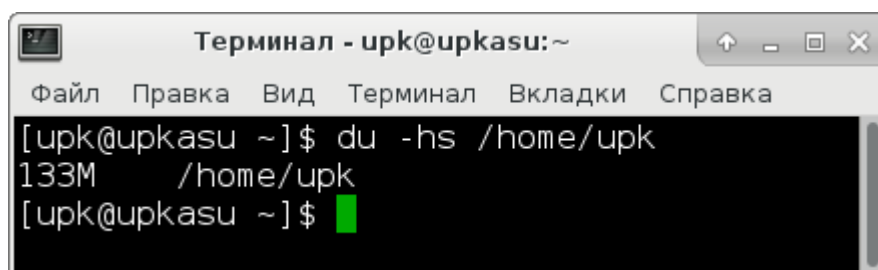 Терминал - upk@upkasu:~
Файл Правка Вид Терминал Вкладки Справка
[upk@upkasu ~]$ du -hs /home/upk
133M    /home/upk
[upk@upkasu ~]$